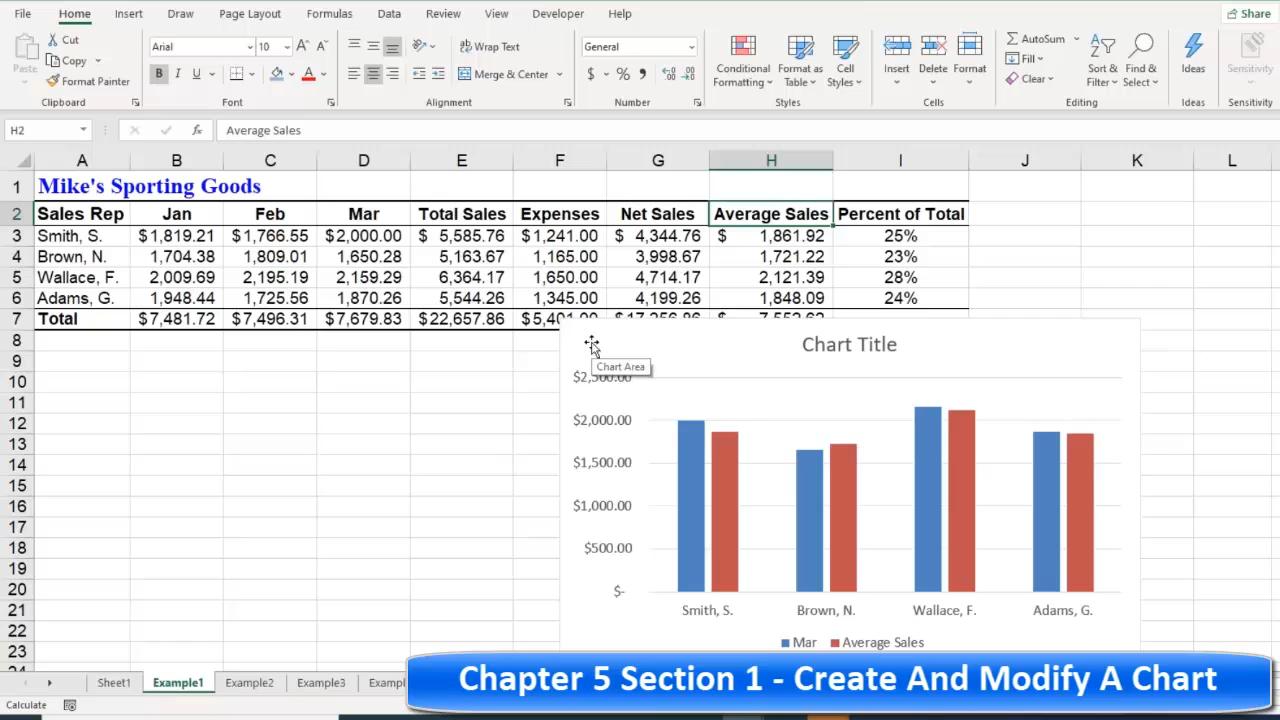 File Home Insert Draw Page Layout Formulas Data Review View Developer Help Share
Cut
Copy
Format Painter
Paste
Arial 10 A A
B I U A
Wrap Text
Merge & Center
General
$ % ,
Conditional Formatting
Format as Table
Cell Styles
Insert Delete Format
AutoSum
Fill
Clear
Sort & Filter
Find & Select
Ideas
Sensitivity
Clipboard Font Alignment Number Styles Cells Editing Ideas Sensitivity
H2 fx Average Sales
A B C D E F G H I J K L
1 Mike's Sporting Goods
2 Sales Rep Jan Feb Mar Total Sales Expenses Net Sales Average Sales Percent of Total
3 Smith, S. $1,819.21 $1,766.55 $2,000.00 $ 5,585.76 $1,241.00 $ 4,344.76 $ 1,861.92 25%
4 Brown, N. 1,704.38 1,809.01 1,650.28 5,163.67 1,165.00 3,998.67 1,721.22 23%
5 Wallace, F. 2,009.69 2,195.19 2,159.29 6,364.17 1,650.00 4,714.17 2,121.39 28%
6 Adams, G. 1,948.44 1,725.56 1,870.26 5,544.26 1,345.00 4,199.26 1,848.09 24%
7 Total $7,481.72 $7,496.31 $7,679.83 $22,657.86
8
9
10
11
12
13
14
15
16
17
18
19
20
21
22
23
Chart Title
Chart Area
$2,000.00
$1,500.00
$1,000.00
$500.00
$-
Smith, S. Brown, N. Wallace, F. Adams, G.
Mar Average Sales
Sheet1 Example1 Example2 Example3
Chapter 5 Section 1 - Create And Modify A Chart
Calculate